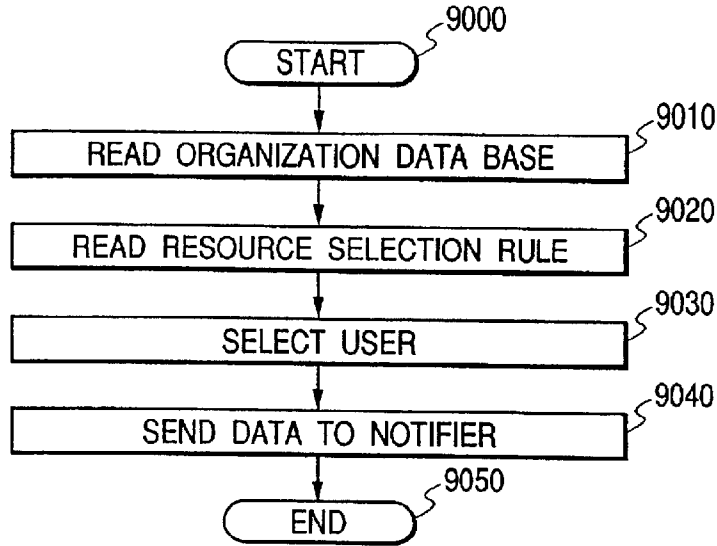 9000
START
9010
READ ORGANIZATION DATA BASE
9020
READ RESOURCE SELECTION RULE
9030
SELECT USER
9040
SEND DATA TO NOTIFIER
9050
END